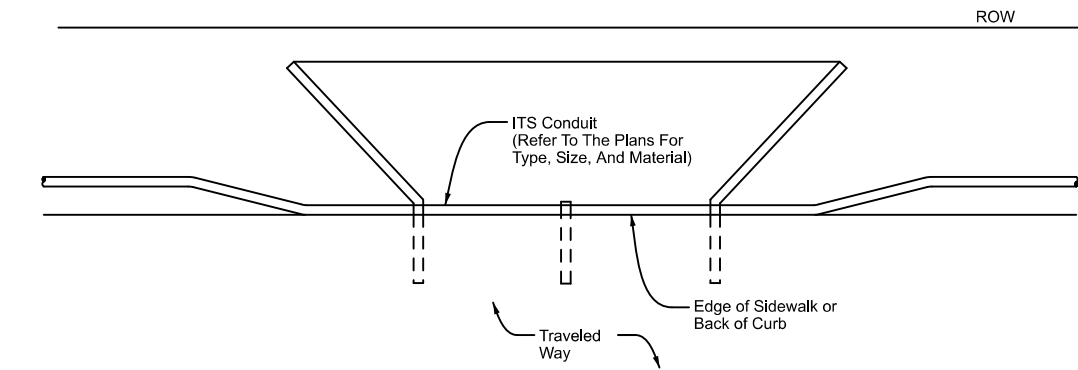 ROW
ITS Conduit
(Refer To The Plans For
Type, Size, And Material)
Edge of Sidewalk or
Back of Curb
Traveled
Way